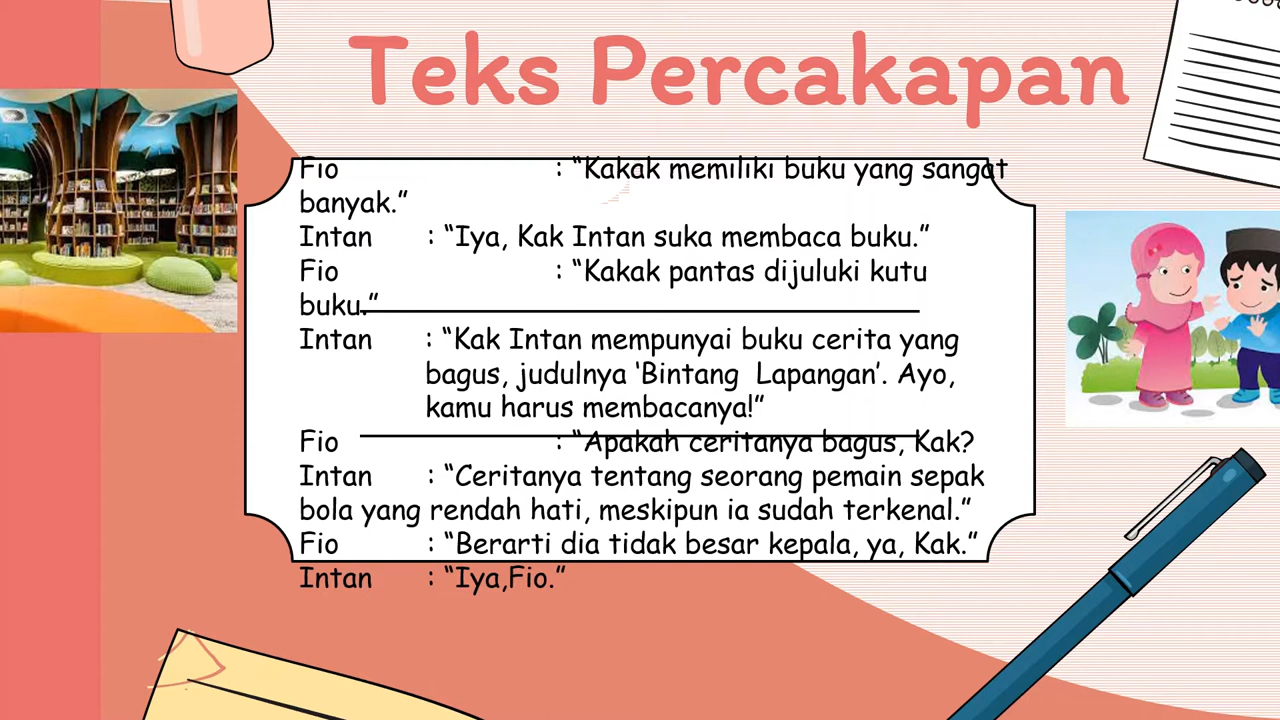 Teks Percakapan
Fio : “Kakak memiliki buku yang sangat
banyak.”
Intan : “Iya, Kak Intan suka membaca buku.”
Fio : “Kakak pantas dijuluki kutu
buku.”
Intan : “Kak Intan mempunyai buku cerita yang
bagus, judulnya ‘Bintang Lapangan’. Ayo,
kamu harus membacanya!”
Fio : “Apakah ceritanya bagus, Kak?
Intan : “Ceritanya tentang seorang pemain sepak
bola yang rendah hati, meskipun ia sudah terkenal.”
Fio : “Berarti dia tidak besar kepala, ya, Kak.”
Intan : “Iya,Fio.”